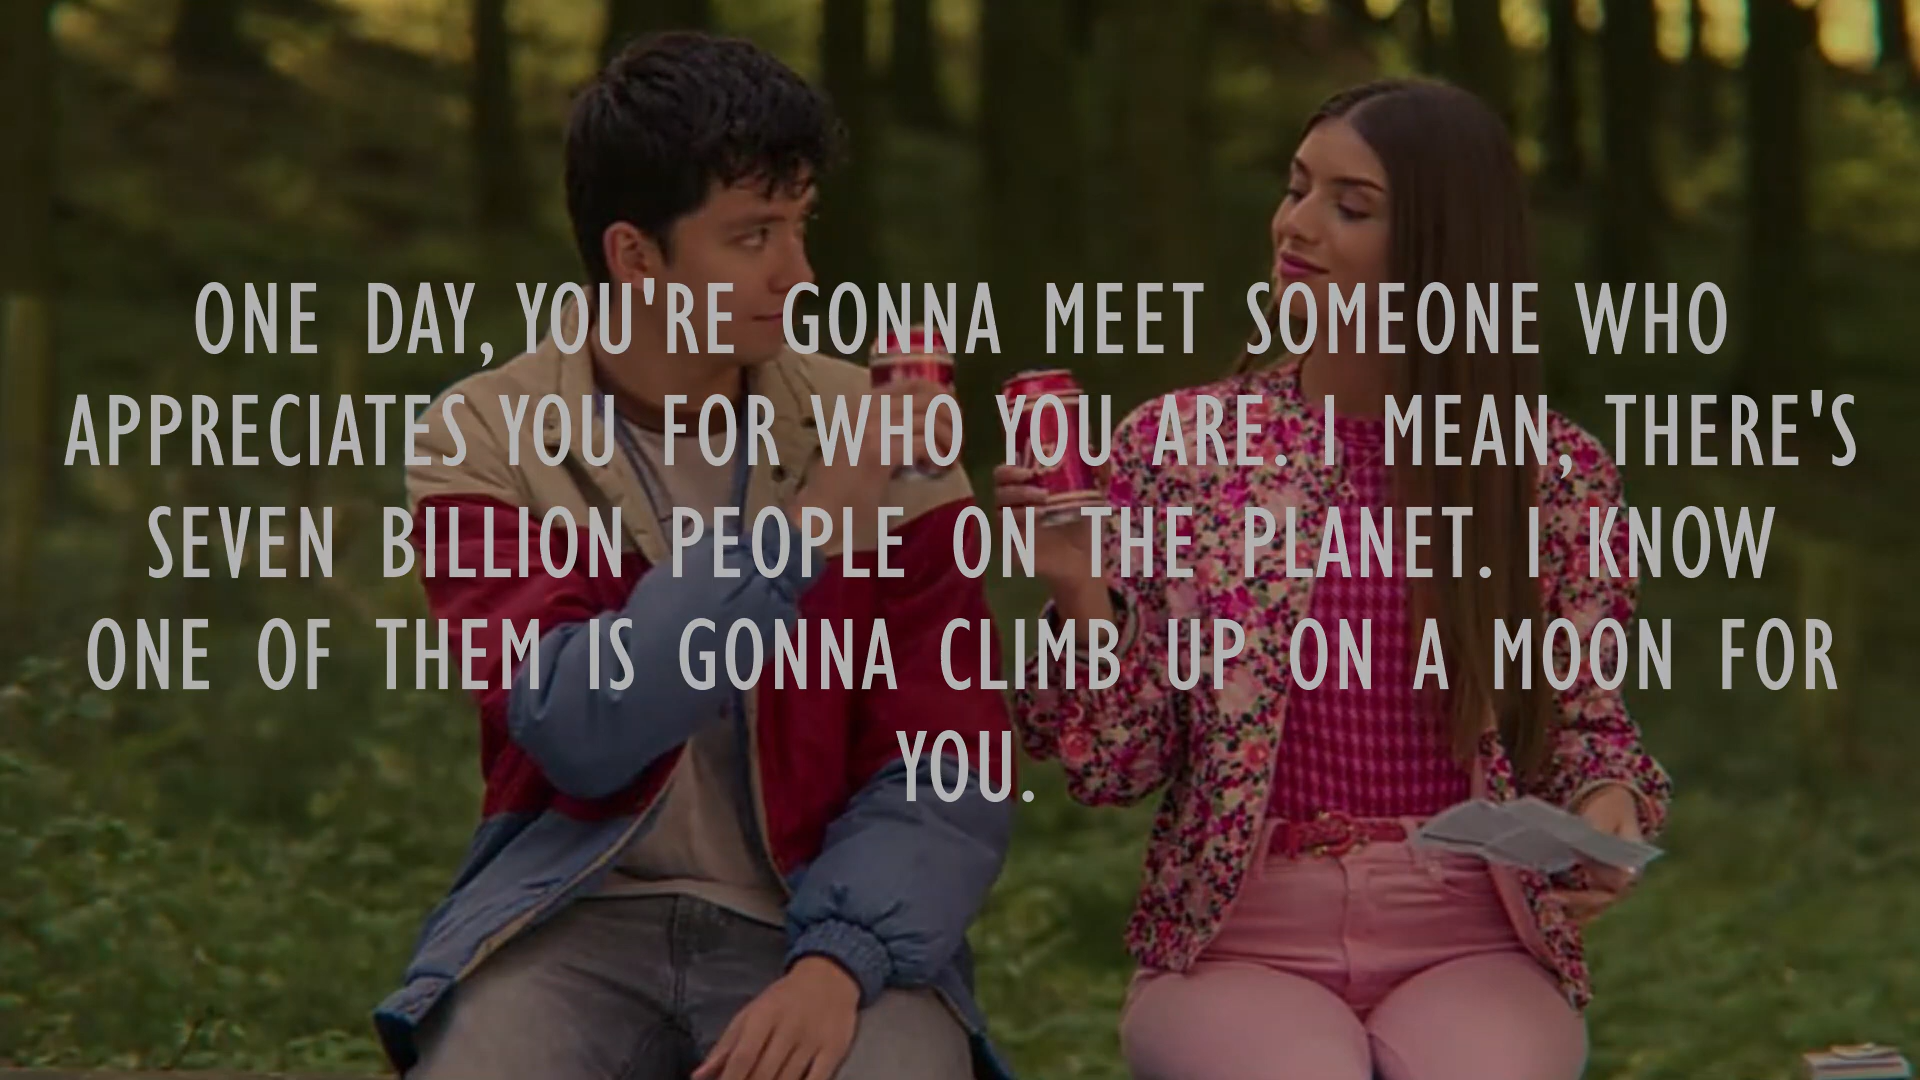 ONE DAY, YOU'RE GONNA MEET SOMEONE WHO
APPRECIATES YOU FOR WHO YOU ARE. I MEAN, THERE'S
SEVEN BILLION PEOPLE ON THE PLANET. I KNOW
ONE OF THEM IS GONNA CLIMB UP ON A MOON FOR
YOU.